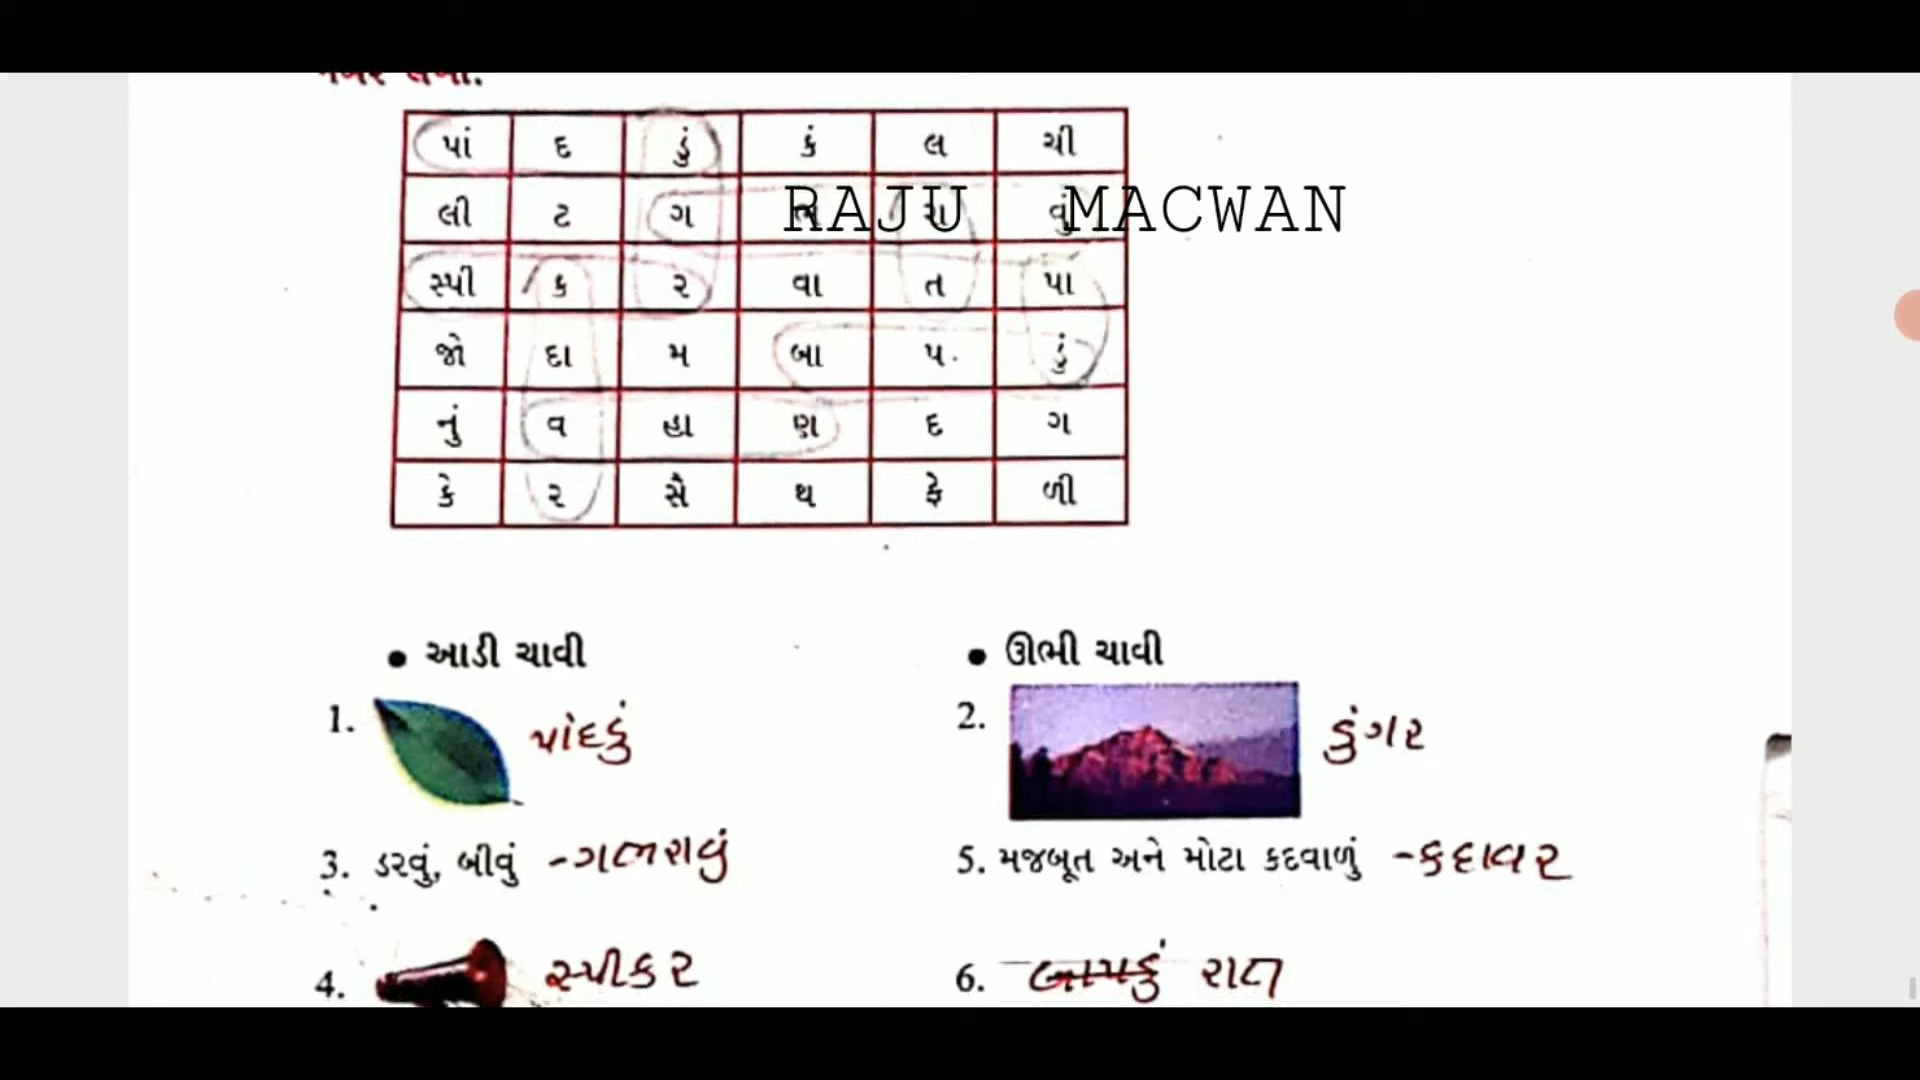 પાં દ ડું કં લ ચી
RAJU MACWAN
લી ટ ગ રા વું
સ્પી ક ર વા ત પા
જો દા મ બા પ ડું
નું વ હા ણ દ ગ
કે ર સૈ થ ફે ળી
• આડી ચાવી
• ઊભી ચાવી
1. પાંદડું
2. ડુંગર
3. ડરવું, બીવું - ગભરાવું
5. મજબૂત અને મોટા કદવાળું - કદાવર
4. સ્પીકર
6. બાપડું રાત